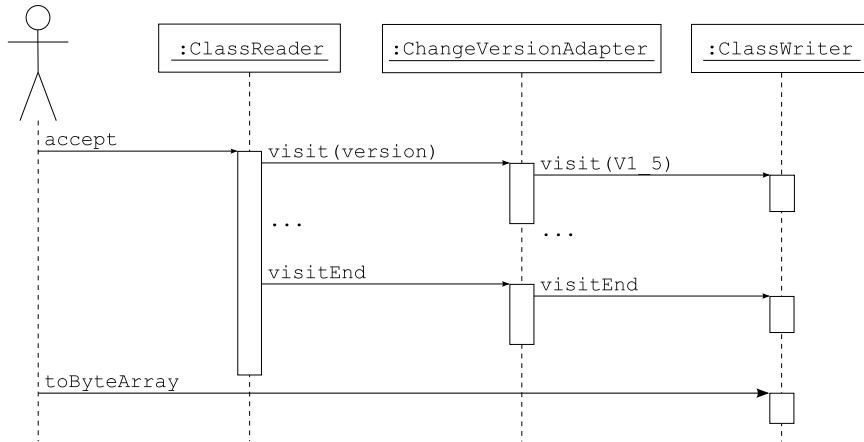 :ClassReader
:ChangeVersionAdapter
:ClassWriter
accept
visit(version)
visit(V1_5)
...
...
visitEnd
visitEnd
toByteArray